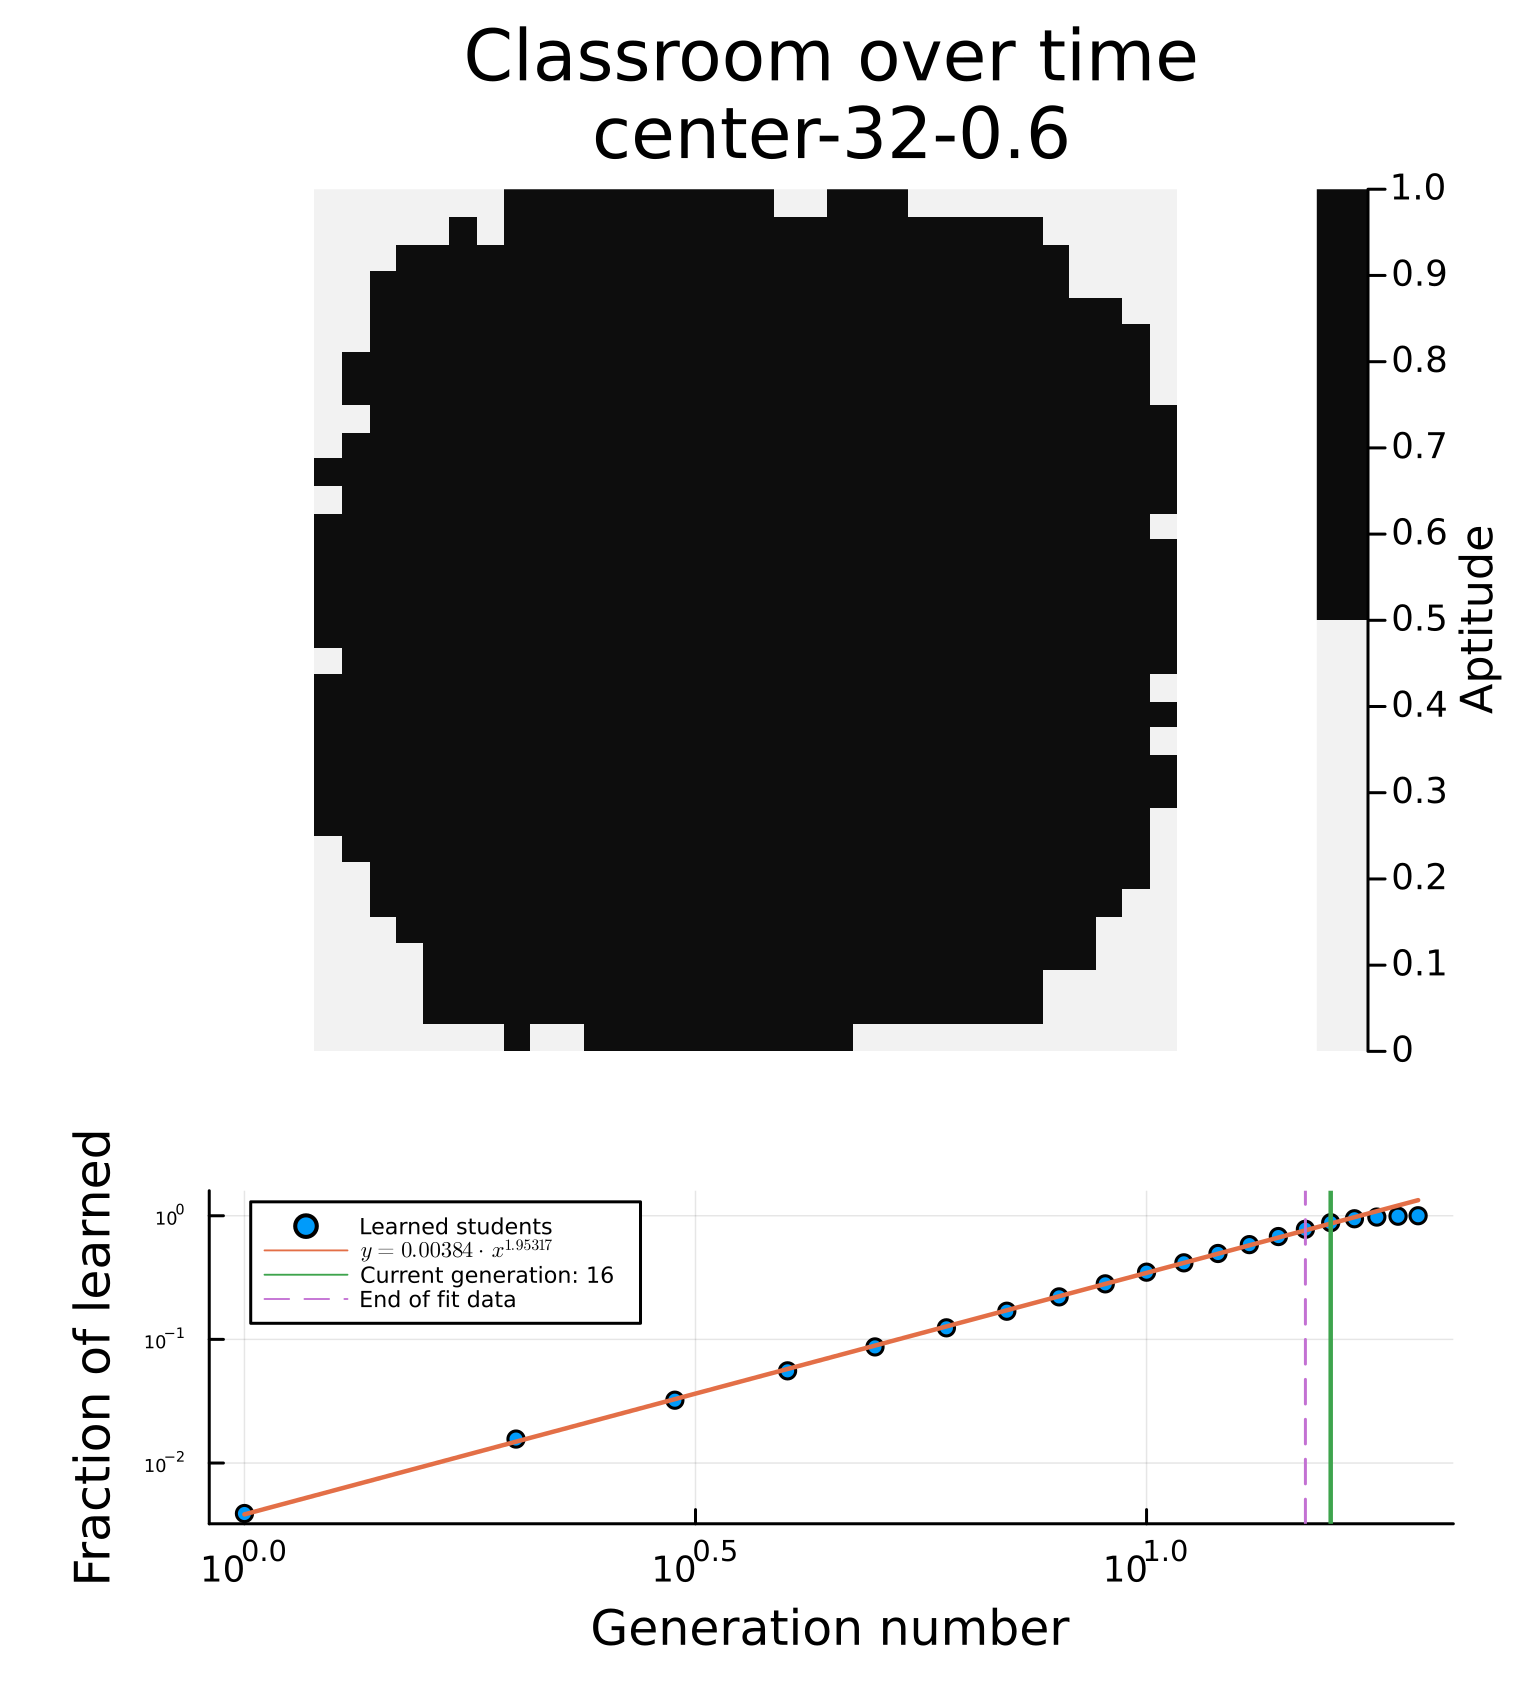 Classroom over time
center-32-0.6
1.0
0.9
0.8
0.7
0.6
0.5
0.4
0.3
0.2
0.1
0
Aptitude
Fraction of learned
10⁰
10⁻¹
10⁻²
Learned students
y = 0.00384 · x^1.95317
Current generation: 16
End of fit data
10^0.0
10^0.5
10^1.0
Generation number